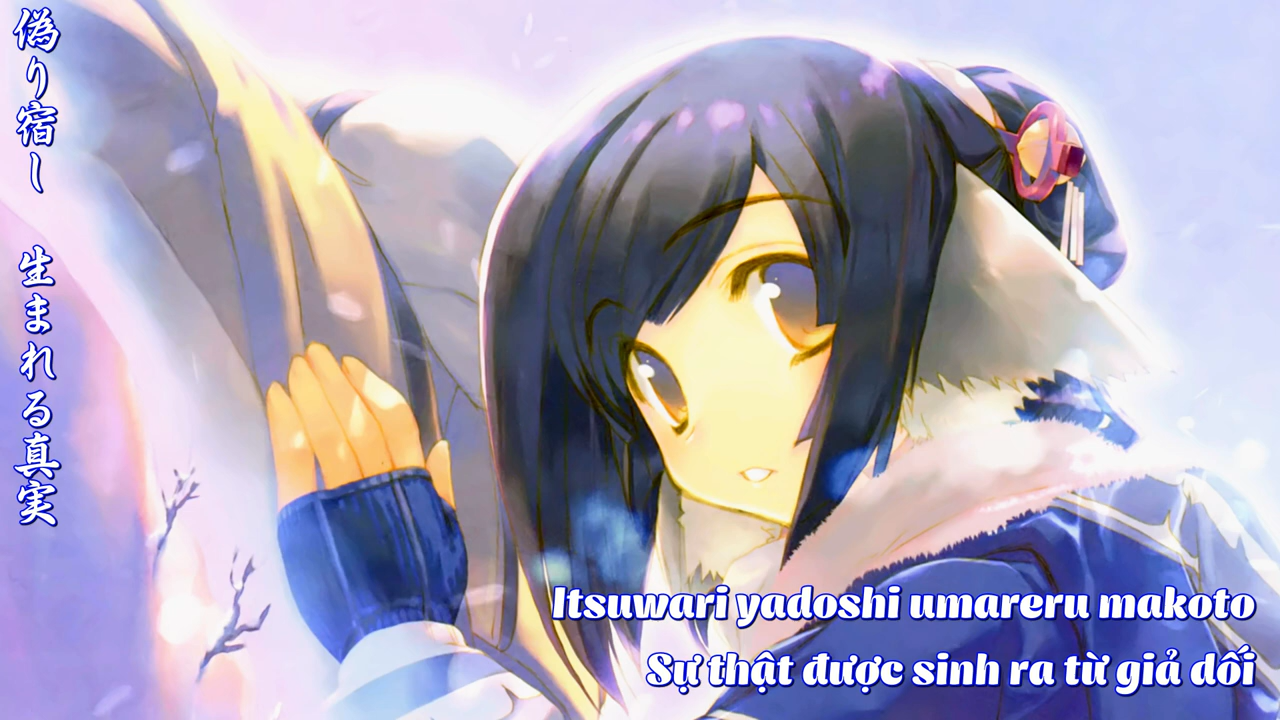 偽り宿し 生まれる真実
Itsuwari yadoshi umareru makoto
Sự thật được sinh ra từ giả dối